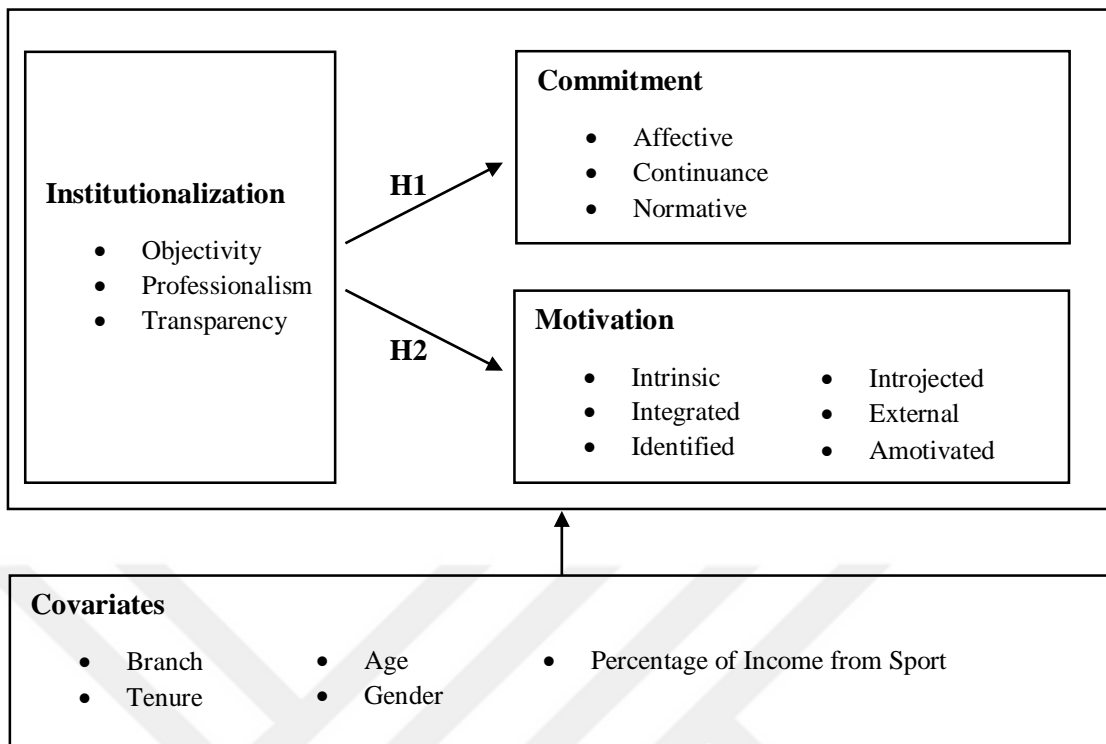 Institutionalization
• Objectivity
• Professionalism
• Transparency
H1
H2
Commitment
• Affective
• Continuance
• Normative
Motivation
• Intrinsic
• Integrated
• Identified
• Introjected
• External
• Amotivated
Covariates
• Branch
• Tenure
• Age
• Gender
• Percentage of Income from Sport